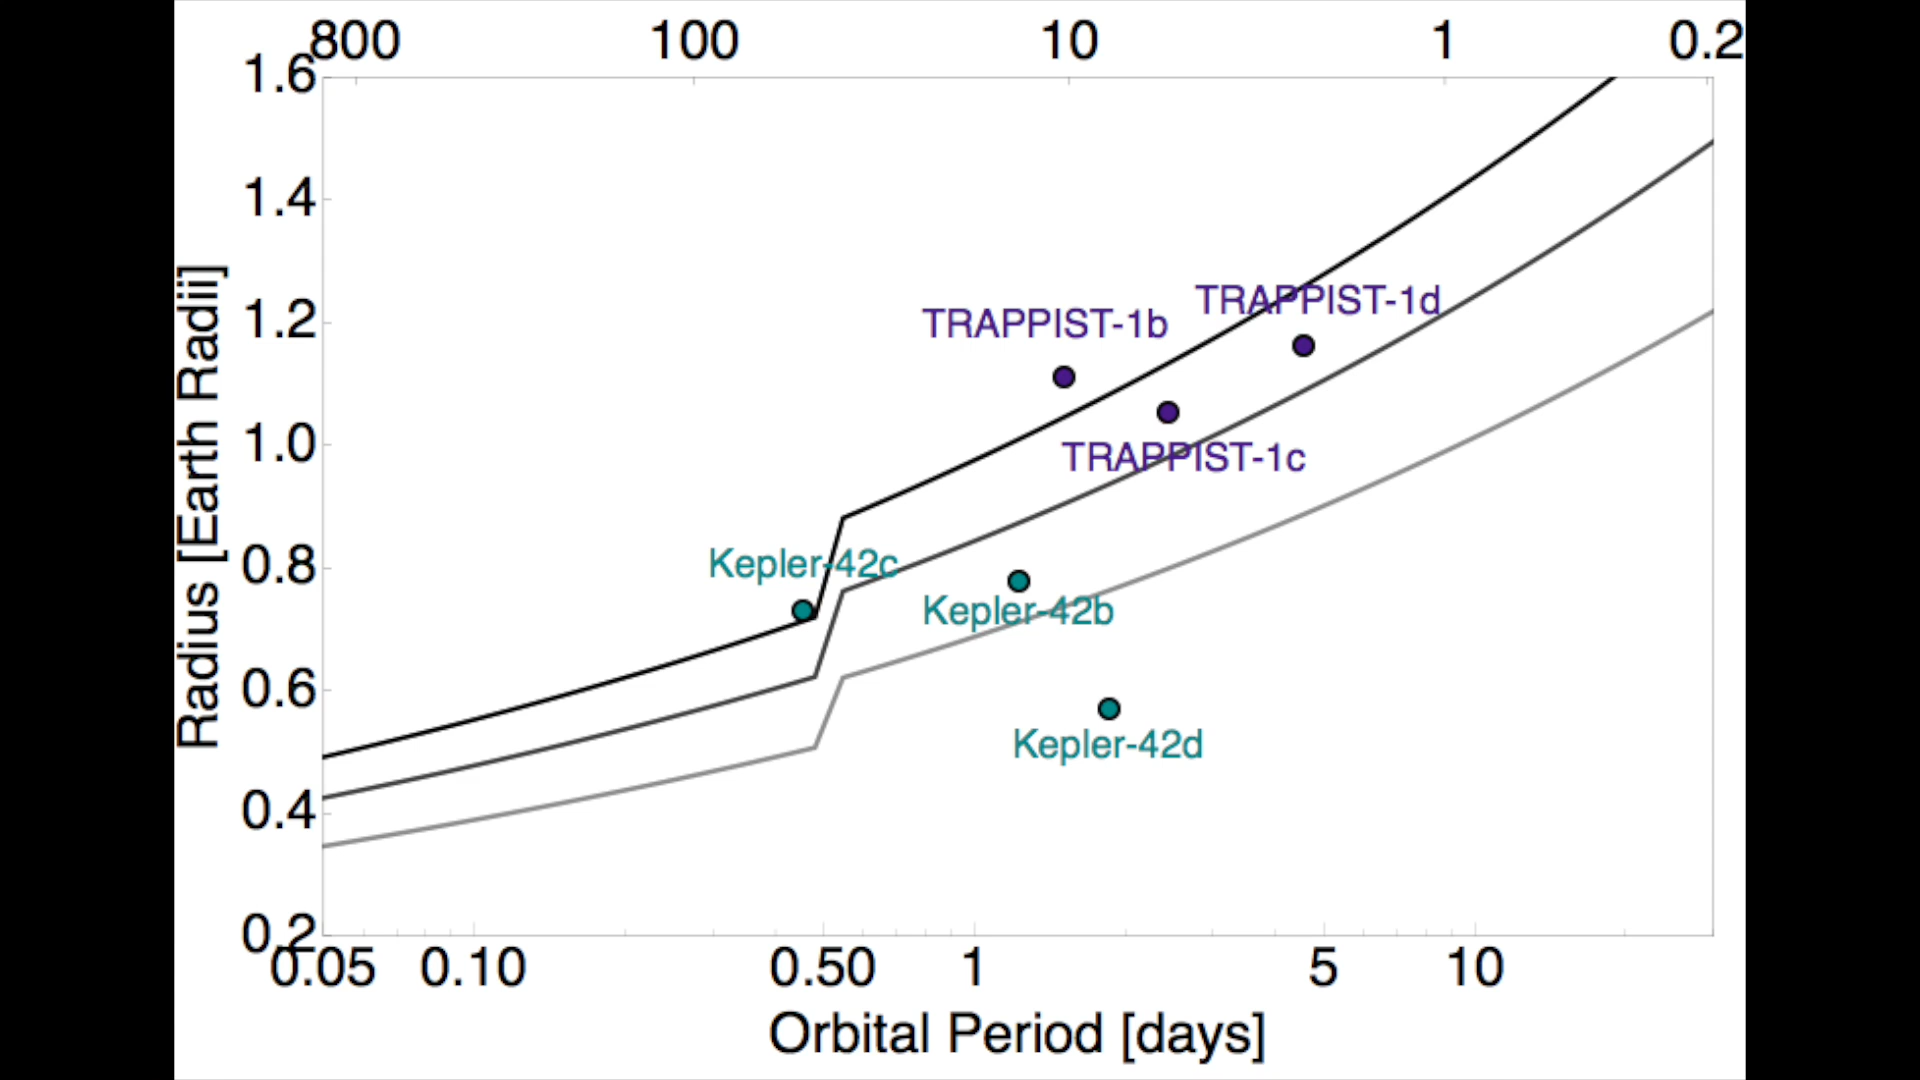 800 100 10 1 0.2
1.6
1.4
1.2
1.0
0.8
0.6
0.4
0.2
Radius [Earth Radii]
TRAPPIST-1d
TRAPPIST-1b
TRAPPIST-1c
Kepler-42c
Kepler-42b
Kepler-42d
0.05 0.10 0.50 1 5 10
Orbital Period [days]